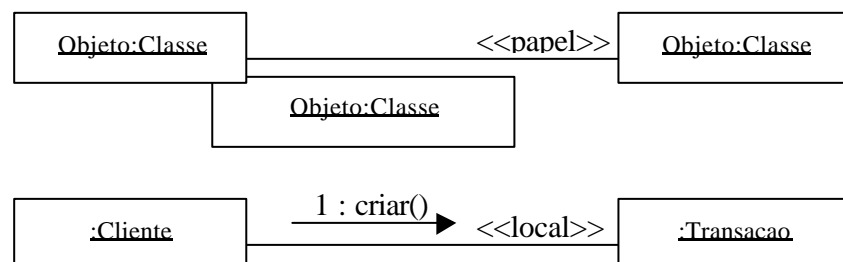 Objeto:Classe <<papel>> Objeto:Classe
Objeto:Classe
1 : criar()
:Cliente <<local>> :Transacao